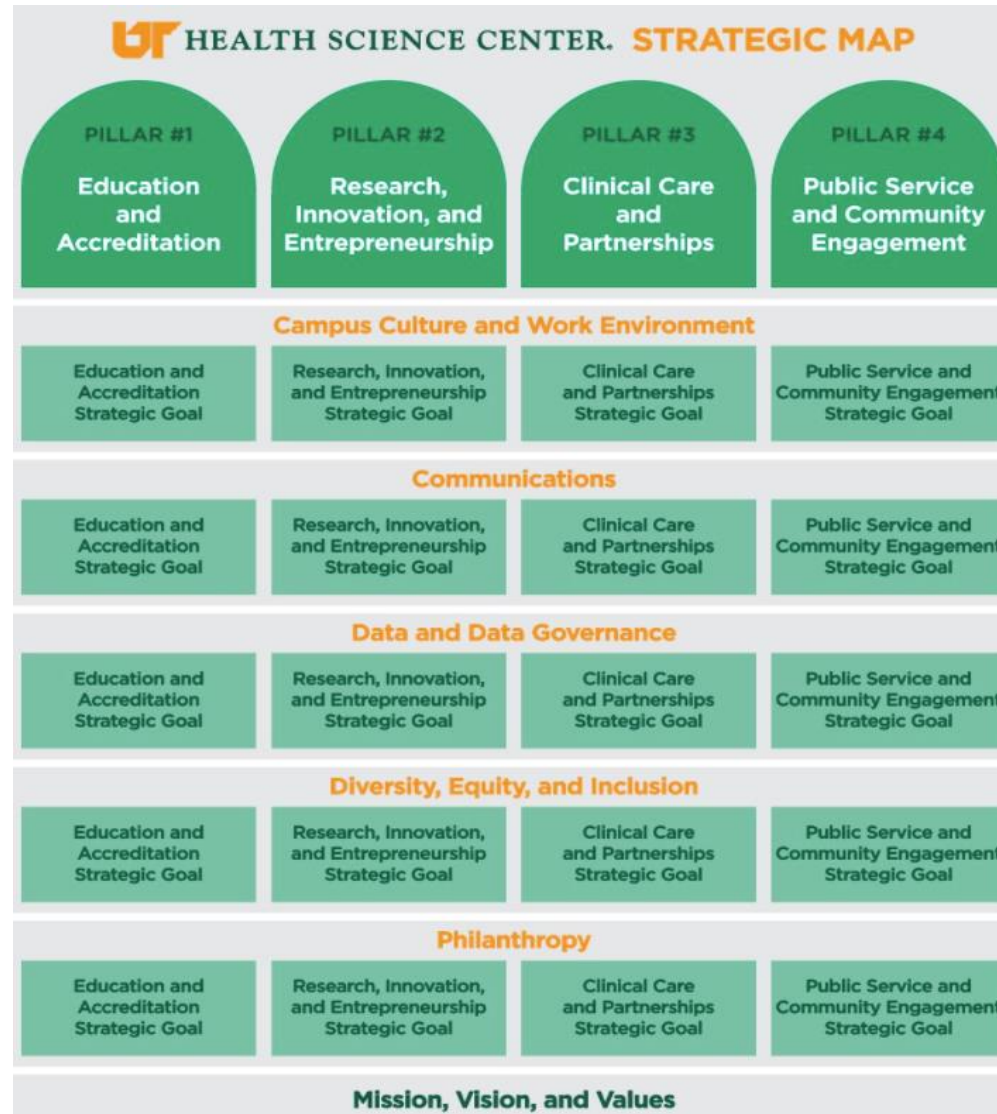 UT HEALTH SCIENCE CENTER. STRATEGIC MAP
PILLAR #1
Education
and
Accreditation
PILLAR #2
Research,
Innovation, and
Entrepreneurship
PILLAR #3
Clinical Care
and
Partnerships
PILLAR #4
Public Service
and Community
Engagement
Campus Culture and Work Environment
Education and
Accreditation
Strategic Goal
Research, Innovation,
and Entrepreneurship
Strategic Goal
Clinical Care
and Partnerships
Strategic Goal
Public Service and
Community Engagement
Strategic Goal
Communications
Education and
Accreditation
Strategic Goal
Research, Innovation,
and Entrepreneurship
Strategic Goal
Clinical Care
and Partnerships
Strategic Goal
Public Service and
Community Engagement
Strategic Goal
Data and Data Governance
Education and
Accreditation
Strategic Goal
Research, Innovation,
and Entrepreneurship
Strategic Goal
Clinical Care
and Partnerships
Strategic Goal
Public Service and
Community Engagement
Strategic Goal
Diversity, Equity, and Inclusion
Education and
Accreditation
Strategic Goal
Research, Innovation,
and Entrepreneurship
Strategic Goal
Clinical Care
and Partnerships
Strategic Goal
Public Service and
Community Engagement
Strategic Goal
Philanthropy
Education and
Accreditation
Strategic Goal
Research, Innovation,
and Entrepreneurship
Strategic Goal
Clinical Care
and Partnerships
Strategic Goal
Public Service and
Community Engagement
Strategic Goal
Mission, Vision, and Values